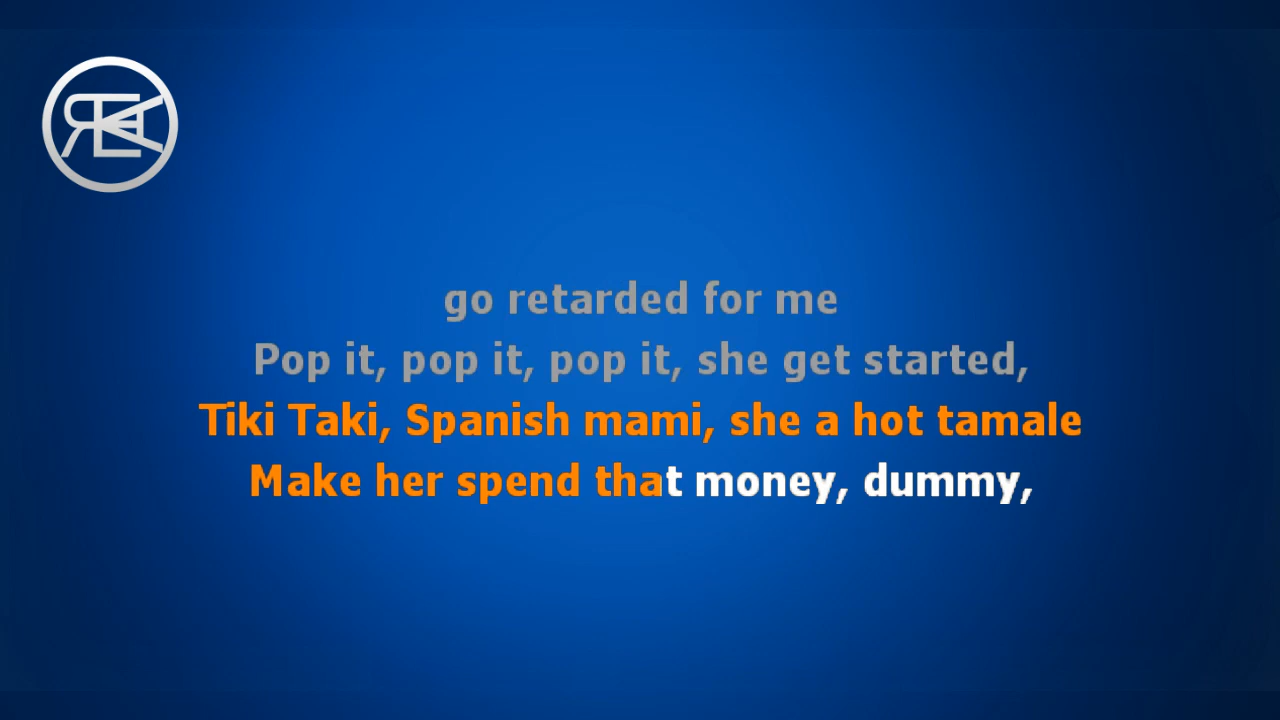 go retarded for me
Pop it, pop it, pop it, she get started,
Tiki Taki, Spanish mami, she a hot tamale
Make her spend that money, dummy,